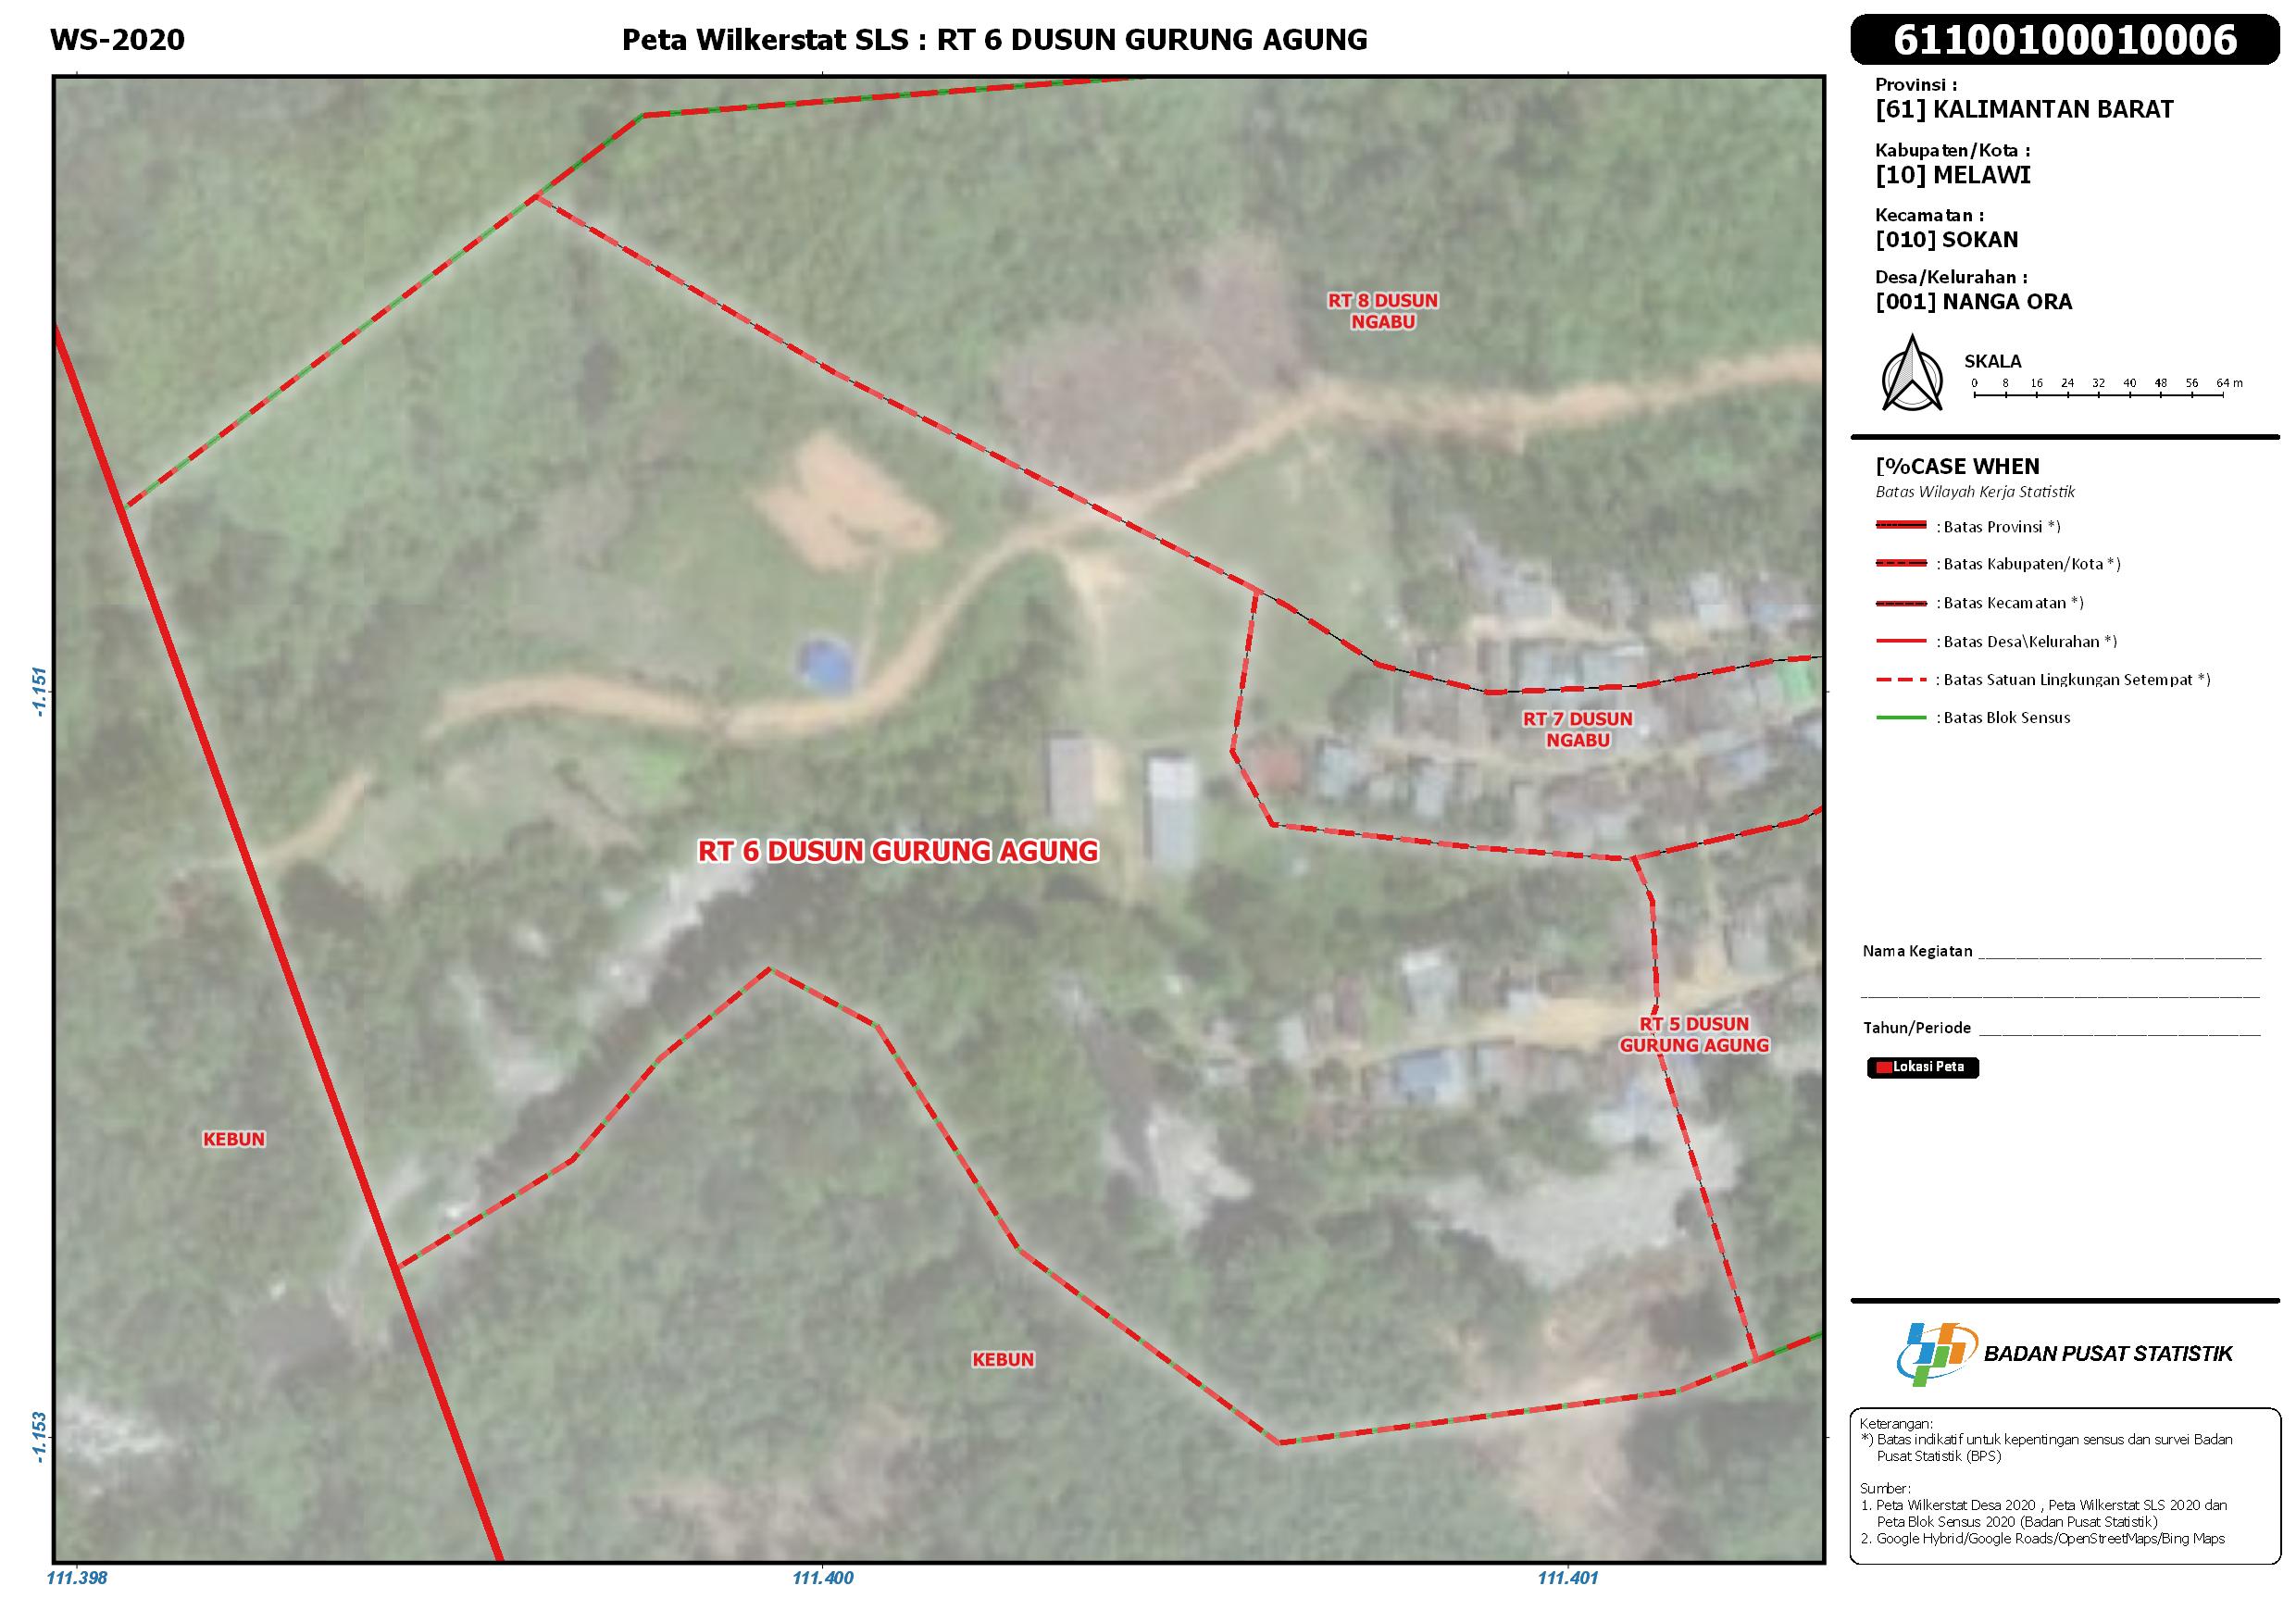 WS-2020
Peta Wilkerstat SLS : RT 6 DUSUN GURUNG AGUNG
61100100010006
Provinsi :
[61] KALIMANTAN BARAT
Kabupaten/Kota :
[10] MELAWI
Kecamatan :
[010] SOKAN
Desa/Kelurahan :
[001] NANGA ORA
SKALA
0 8 16 24 32 40 48 56 64 m
[%CASE WHEN
Batas Wilayah Kerja Statistik
: Batas Provinsi *)
: Batas Kabupaten/Kota *)
: Batas Kecamatan *)
: Batas Desa\Kelurahan *)
: Batas Satuan Lingkungan Setempat *)
: Batas Blok Sensus
Nama Kegiatan
Tahun/Periode
Lokasi Peta
BADAN PUSAT STATISTIK
Keterangan:
*) Batas indikatif untuk kepentingan sensus dan survei Badan
Pusat Statistik (BPS)
Sumber:
1. Peta Wilkerstat Desa 2020 , Peta Wilkerstat SLS 2020 dan
Peta Blok Sensus 2020 (Badan Pusat Statistik)
2. Google Hybrid/Google Roads/OpenStreetMaps/Bing Maps
RT 8 DUSUN
NGABU
RT 7 DUSUN
NGABU
RT 6 DUSUN GURUNG AGUNG
RT 5 DUSUN
GURUNG AGUNG
KEBUN
KEBUN
-1.151
-1.153
111.398
111.400
111.401